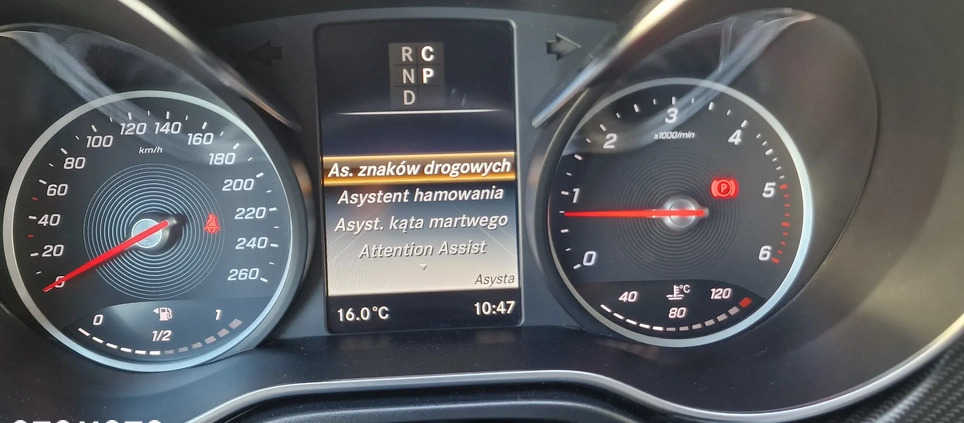 R C
N P
D
As. znaków drogowych
Asystent hamowania
Asyst. kąta martwego
Attention Assist
Asysta
16.0°C 10:47
0 20 40 60 80 100 120 140 160 180 200 220 240 260
km/h
0 1/2 1
0 1 2 3 4 5 6
x1000/min
P
°C
40 80 120